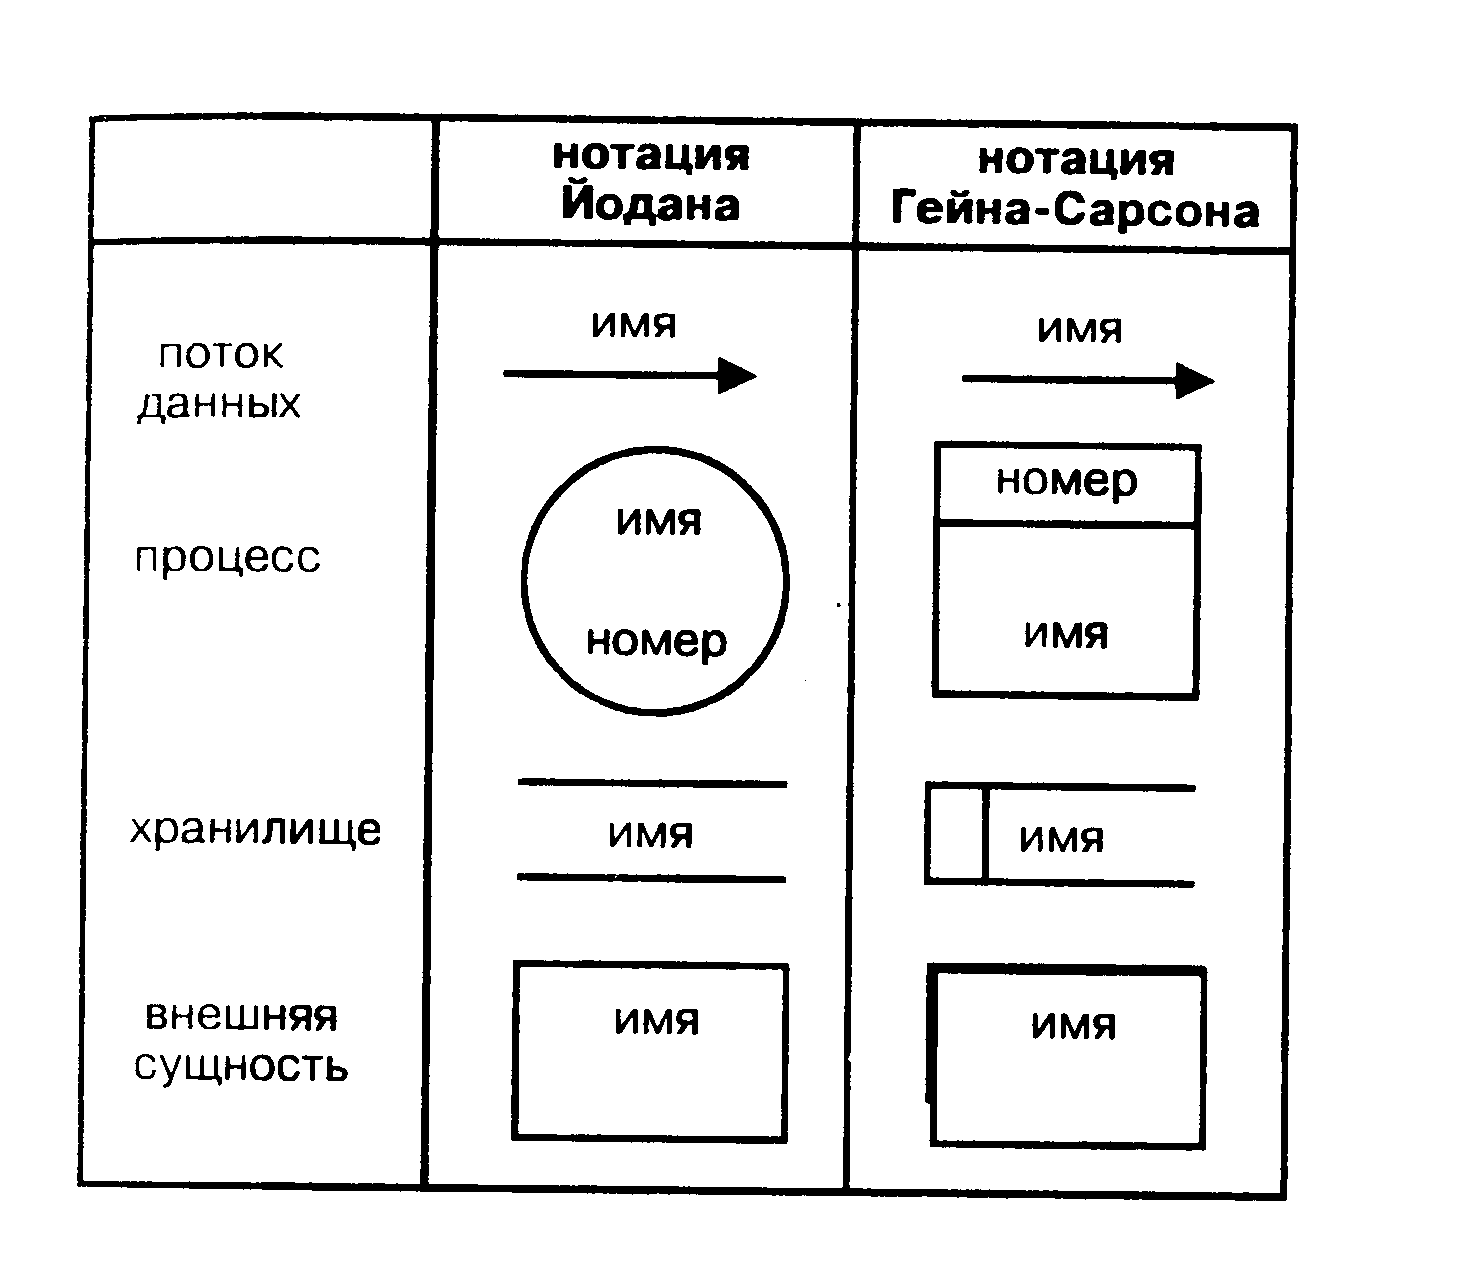 нотация
Йодана
нотация
Гейна-Сарсона
поток
данных
имя
имя
процесс
имя
номер
номер
имя
хранилище
имя
имя
внешняя
сущность
имя
имя